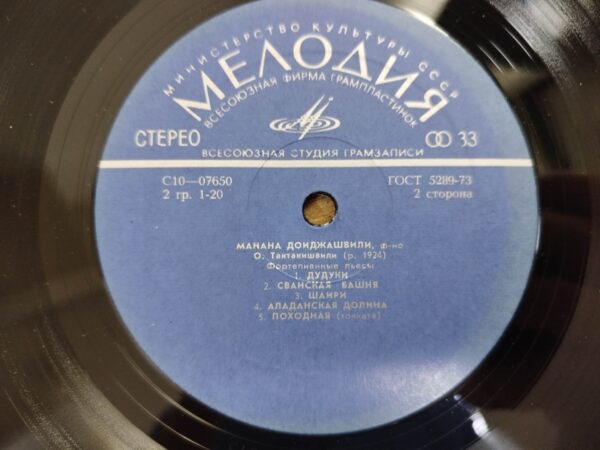 МИНИСТЕРСТВО КУЛЬТУРЫ СССР
МЕЛОДИЯ
ВСЕСОЮЗНАЯ ФИРМА ГРАМПЛАСТИНОК
СТЕРЕО 33
ВСЕСОЮЗНАЯ СТУДИЯ ГРАМЗАПИСИ
С10—07650 ГОСТ 5289-73
2 гр. 1-20 2 сторона
МАНАНА ДОИДЖАШВИЛИ, ф-но
О. Тактакишвили (р. 1924)
Фортепианные пьесы
1. ДУДУКИ
2. СВАНСКАЯ БАШНЯ
3. ШАИРИ
4. АЛАДАНСКАЯ ДОЛИНА
5. ПОХОДНАЯ (токката)